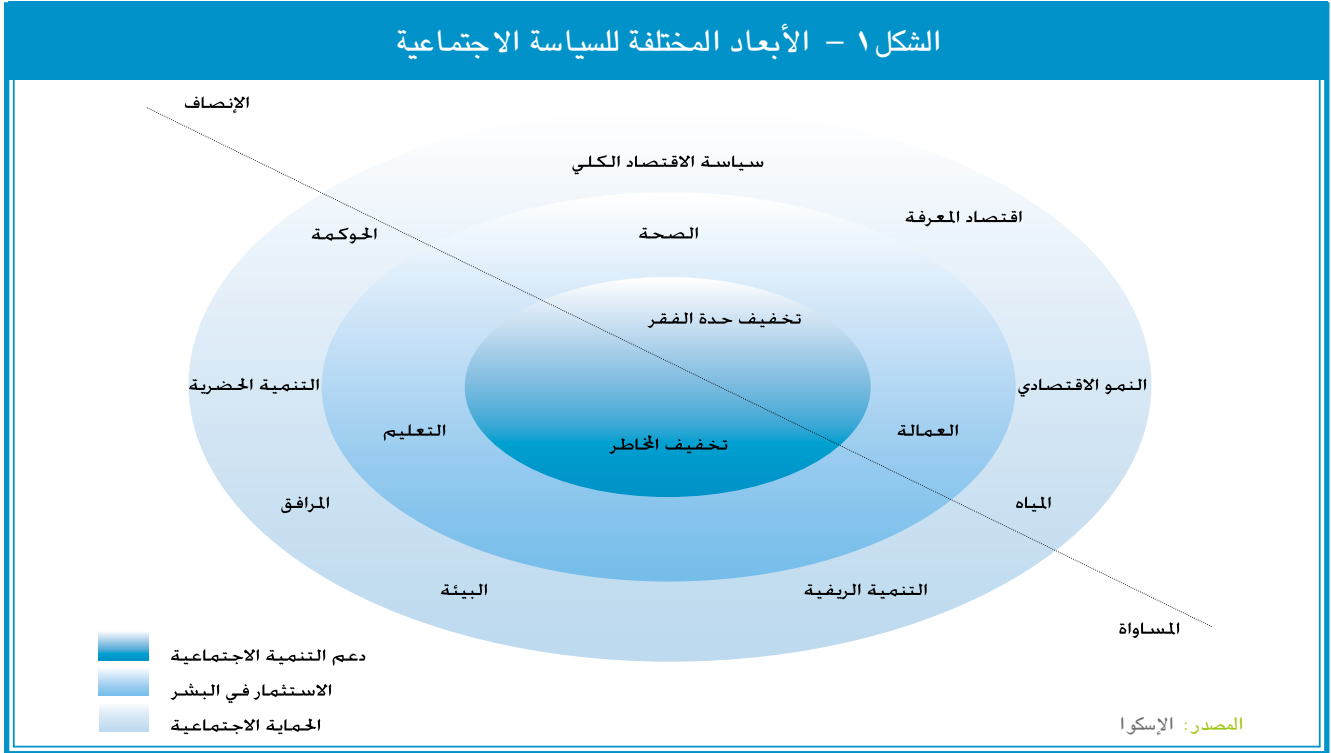 الشكل ١ – الأبعاد المختلفة للسياسة الاجتماعية
الإنصاف
سياسة الاقتصاد الكلي
اقتصاد المعرفة
الحوكمة
الصحة
تخفيف حدة الفقر
النمو الاقتصادي
التنمية الحضرية
العمالة
التعليم
تخفيف المخاطر
المياه
المرافق
التنمية الريفية
البيئة
المساواة
دعم التنمية الاجتماعية
الاستثمار في البشر
الحماية الاجتماعية
المصدر: الإسكوا